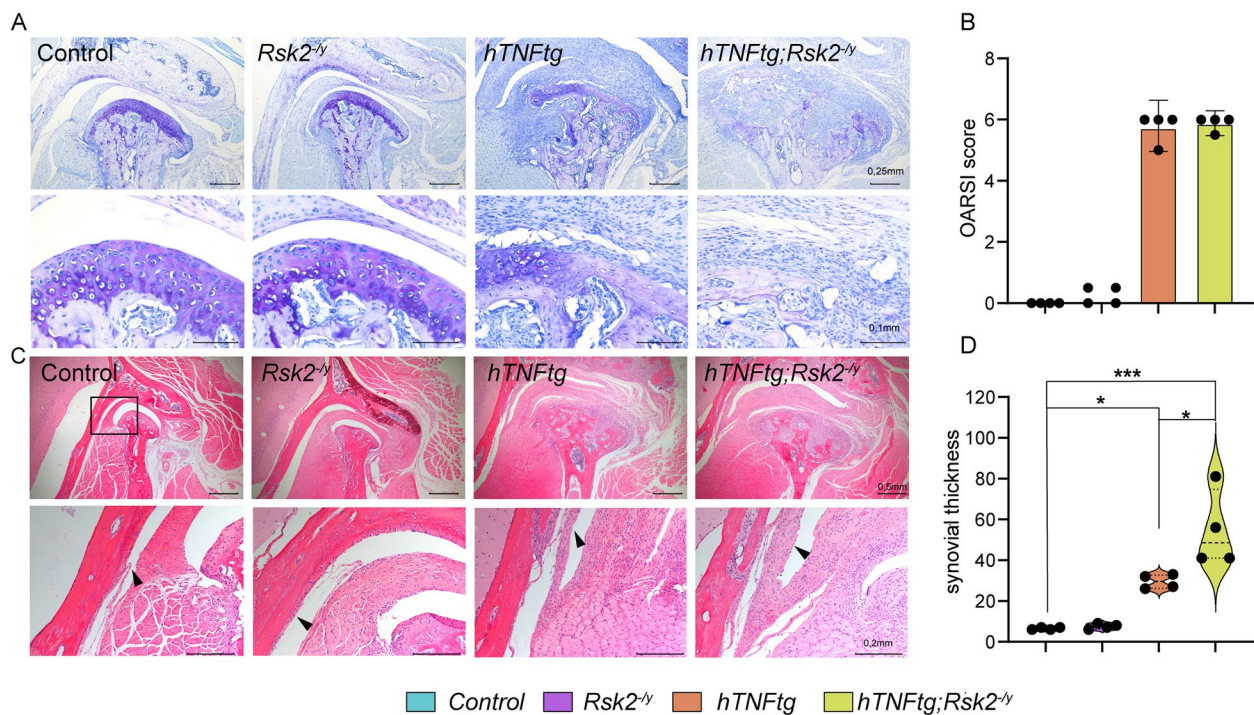 A
Control
Rsk2-/y
hTNFtg
hTNFtg;Rsk2-/y
0,25mm
0,1mm
B
OARSI score
8
6
4
2
0
C
Control
Rsk2-/y
hTNFtg
hTNFtg;Rsk2-/y
0,5mm
0,2mm
D
synovial thickness
120
100
80
60
40
20
0
***
*
*
Control
Rsk2-/y
hTNFtg
hTNFtg;Rsk2-/y